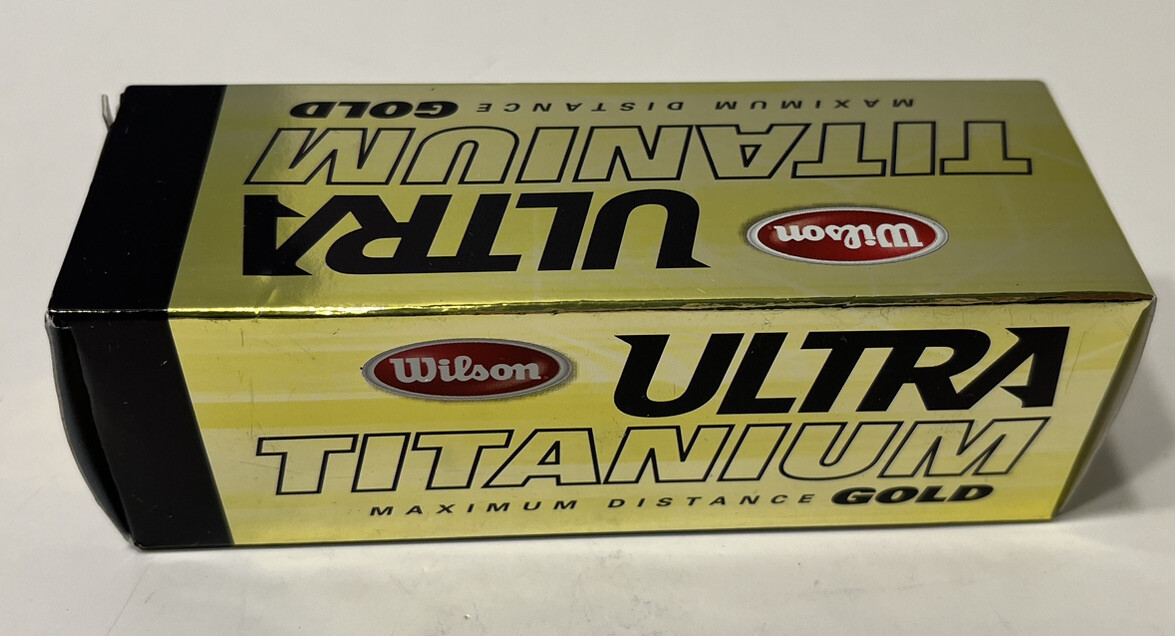 Wilson ULTRA
TITANIUM
MAXIMUM DISTANCE GOLD
Wilson ULTRA
TITANIUM
MAXIMUM DISTANCE GOLD